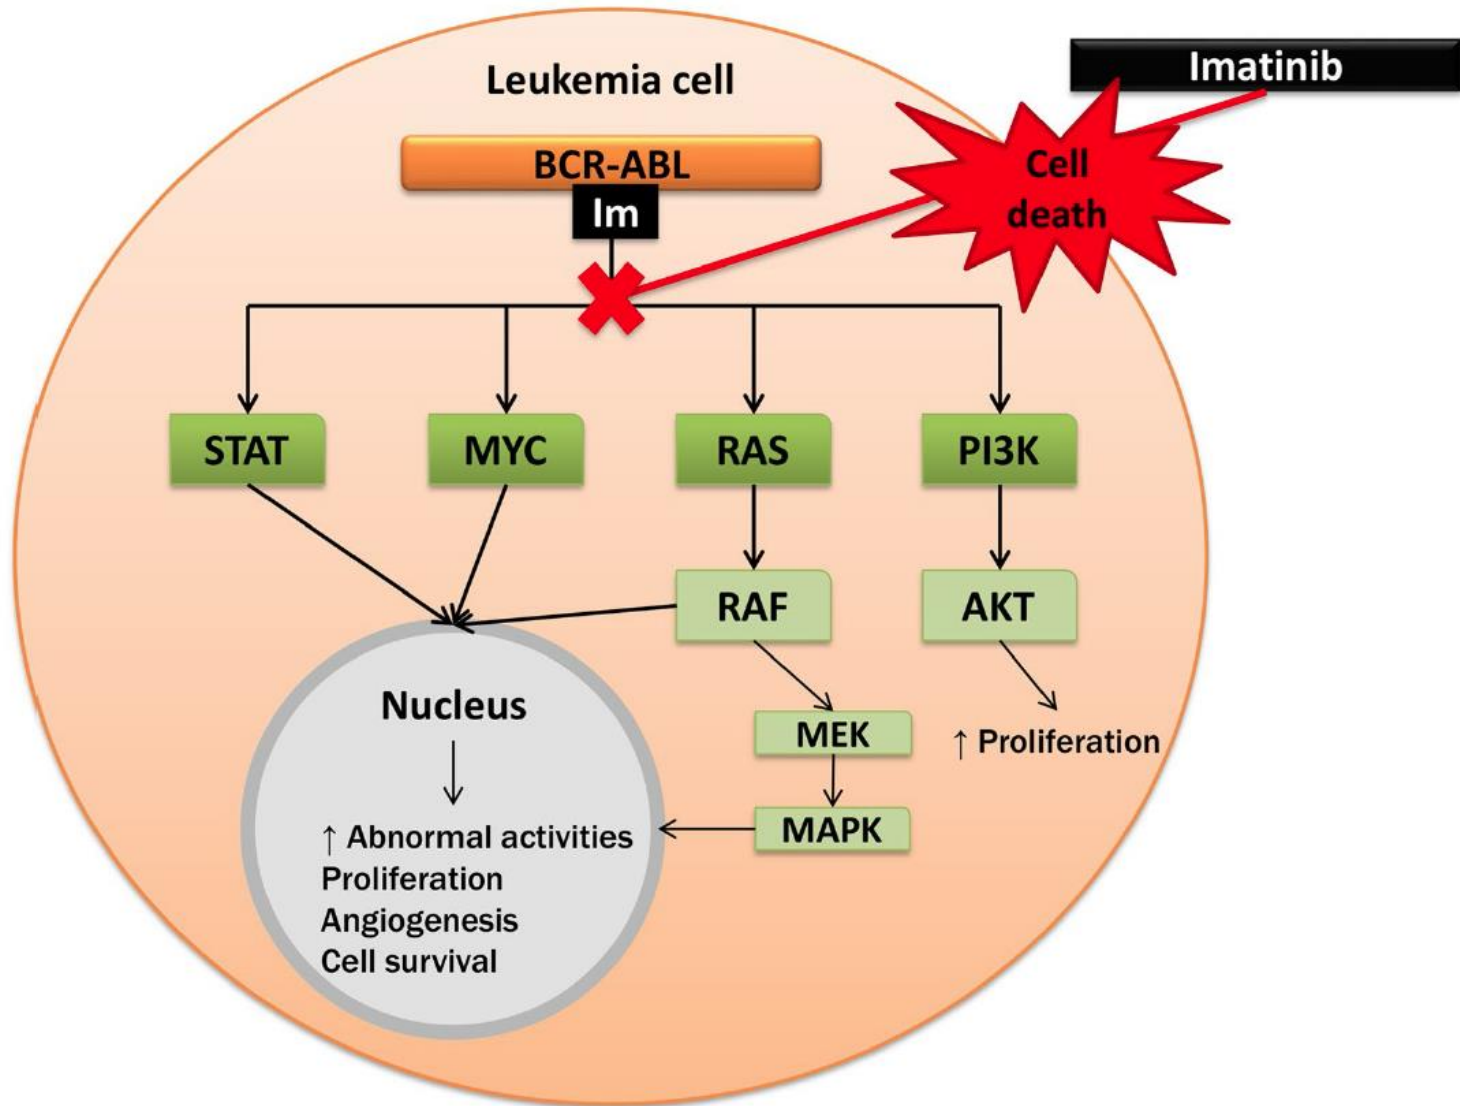 Leukemia cell
Imatinib
BCR-ABL
Im
Cell
death
STAT
MYC
RAS
PI3K
RAF
AKT
Nucleus
MEK
↑ Proliferation
MAPK
↑ Abnormal activities
Proliferation
Angiogenesis
Cell survival